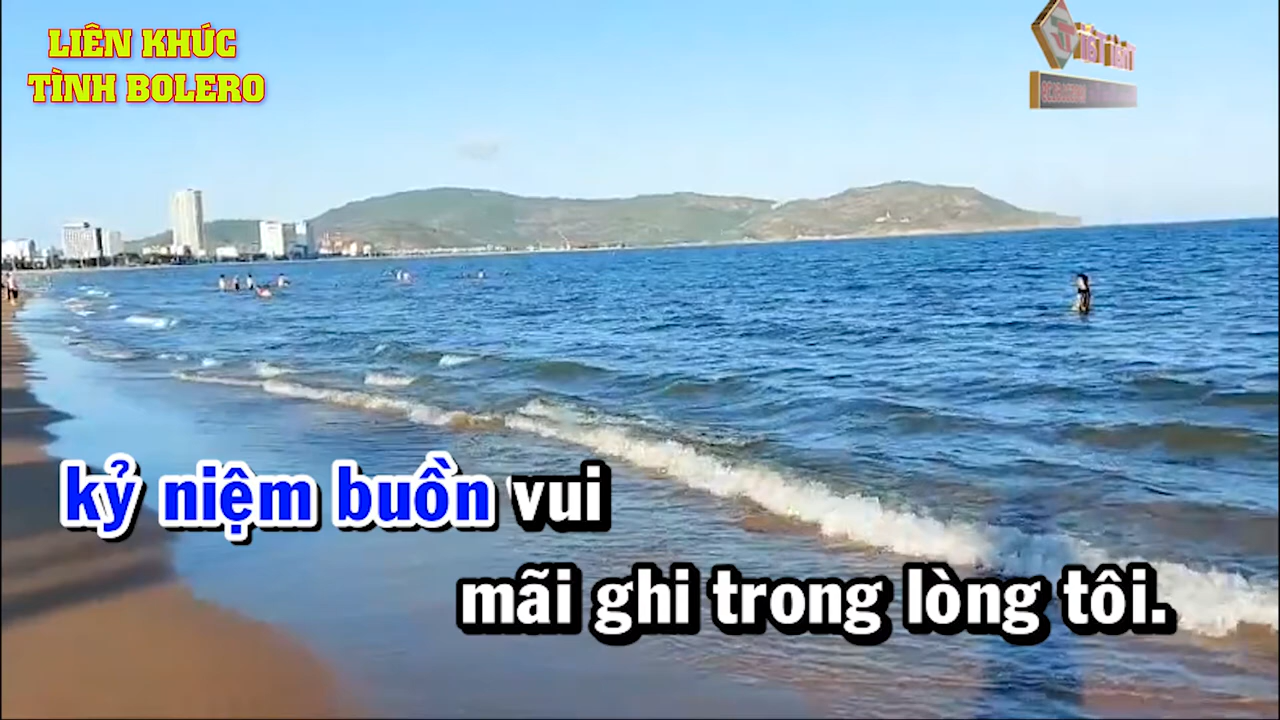 LIÊN KHÚC
TÌNH BOLERO
kỷ niệm buồn vui
mãi ghi trong lòng tôi.